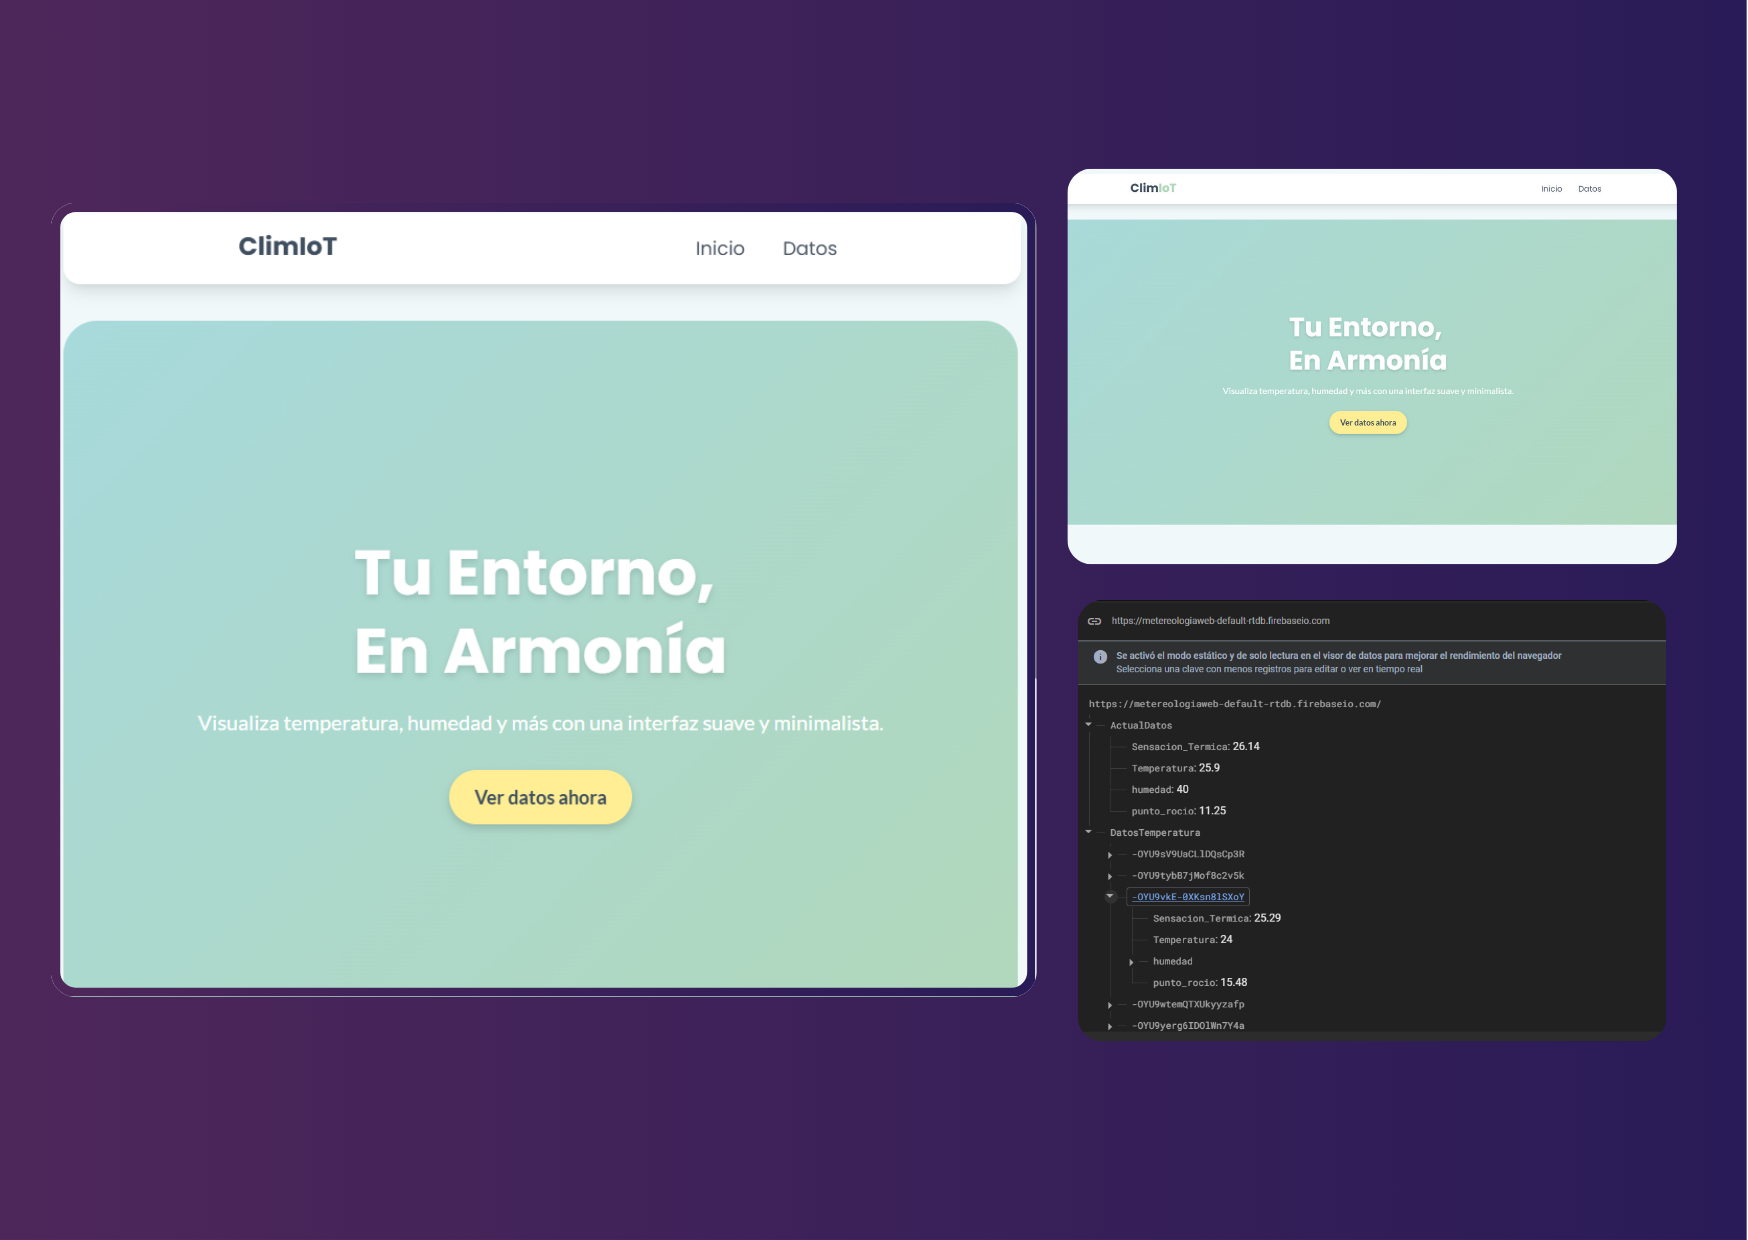 ClimIoT
Inicio
Datos
Tu Entorno,
En Armonía
Visualiza temperatura, humedad y más con una interfaz suave y minimalista.
Ver datos ahora
ClimIoT
Inicio
Datos
Tu Entorno,
En Armonía
Visualiza temperatura, humedad y más con una interfaz suave y minimalista.
Ver datos ahora
https://metereologiaweb-default-rtdb.firebaseio.com
Se activó el modo estático y de solo lectura en el visor de datos para mejorar el rendimiento del navegador
Selecciona una clave con menos registros para editar o ver en tiempo real
https://metereologiaweb-default-rtdb.firebaseio.com/
ActualDatos
Sensacion_Termica: 26.14
Temperatura: 25.9
humedad: 40
punto_rocio: 11.25
DatosTemperatura
-OYU9sV9UaCLlDQsCp3R
-OYU9tybB7jMof8c2v5k
-OYU9vkE-0XKsn8lSXoY
Sensacion_Termica: 25.29
Temperatura: 24
humedad
punto_rocio: 15.48
-OYU9wtemQTXUkyyzafp
-OYU9yerg6IDOlWn7Y4a